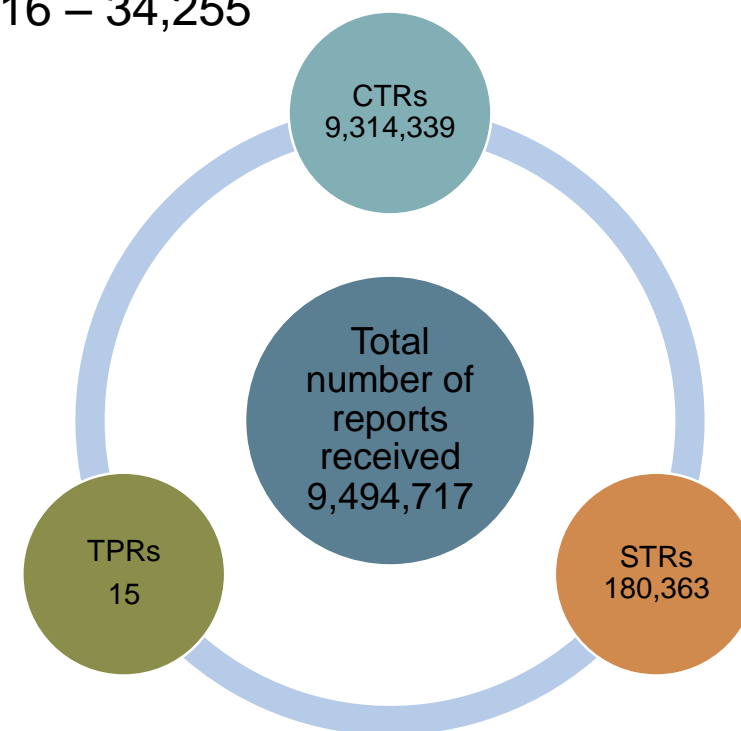 16 – 34,255
CTRs
9,314,339
Total
number of
reports
received
9,494,717
TPRs
15
STRs
180,363